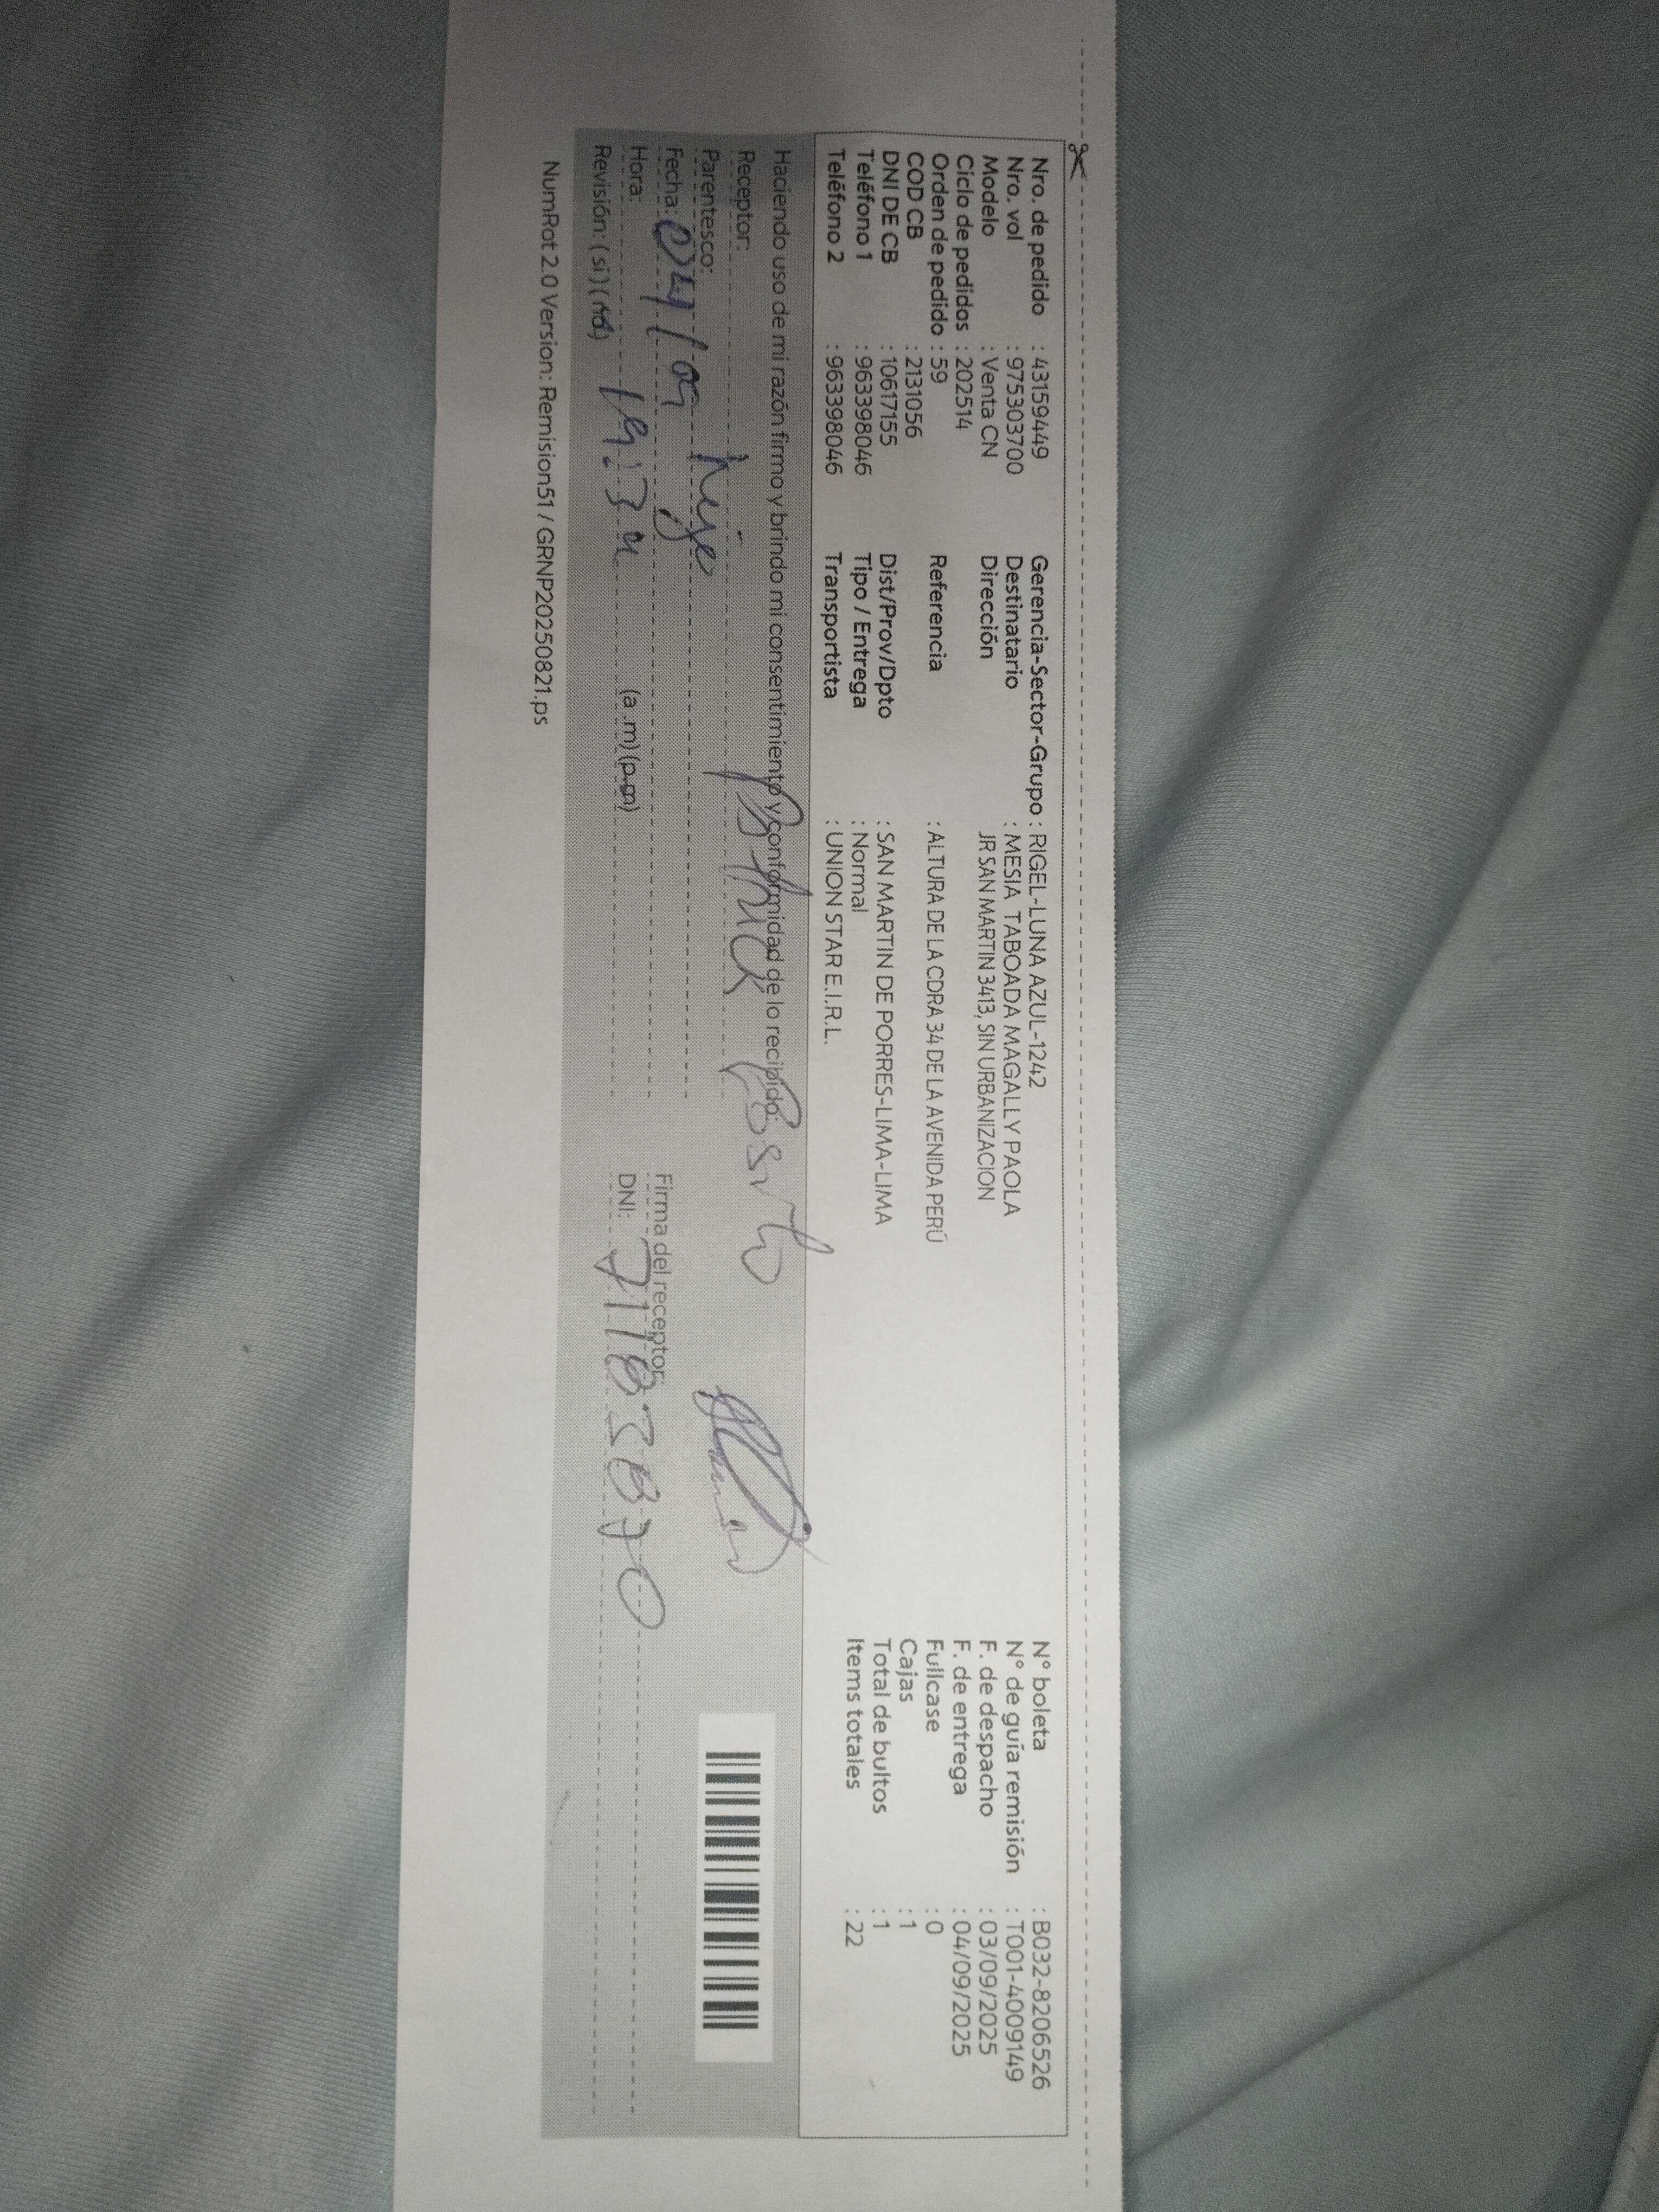 Nro. de pedido : 43159449 Gerencia-Sector-Grupo : RIGEL-LUNA AZUL-1242 N° boleta : B032-8206526
Nro. vol : 975303700 Destinatario : MESIA TABOADA MAGALLY PAOLA N° de guía remisión : T001-4009149
Modelo : Venta CN Dirección JR SAN MARTIN 3413, SIN URBANIZACION F. de despacho : 03/09/2025
Ciclo de pedidos : 202514 F. de entrega : 04/09/2025
Orden de pedido : 59 Referencia : ALTURA DE LA CDRA 34 DE LA AVENIDA PERÚ Fullcase : 0
COD CB : 2131056 Cajas : 1
DNI DE CB : 10617155 Dist/Prov/Dpto : SAN MARTIN DE PORRES-LIMA-LIMA Total de bultos : 1
Teléfono 1 : 963398046 Tipo / Entrega : Normal Items totales : 22
Teléfono 2 : 963398046 Transportista : UNION STAR E.I.R.L.
Haciendo uso de mi razón firmo y brindo mi consentimiento y conformidad de lo recibido:
Receptor:
Parentesco:
Fecha: 04/09 Firma del receptor:
Hora: (a.m) (p.m) DNI:
Revisión: (si) (no)
NumRot 2.0 Version: Remision51 / GRNP20250821.ps